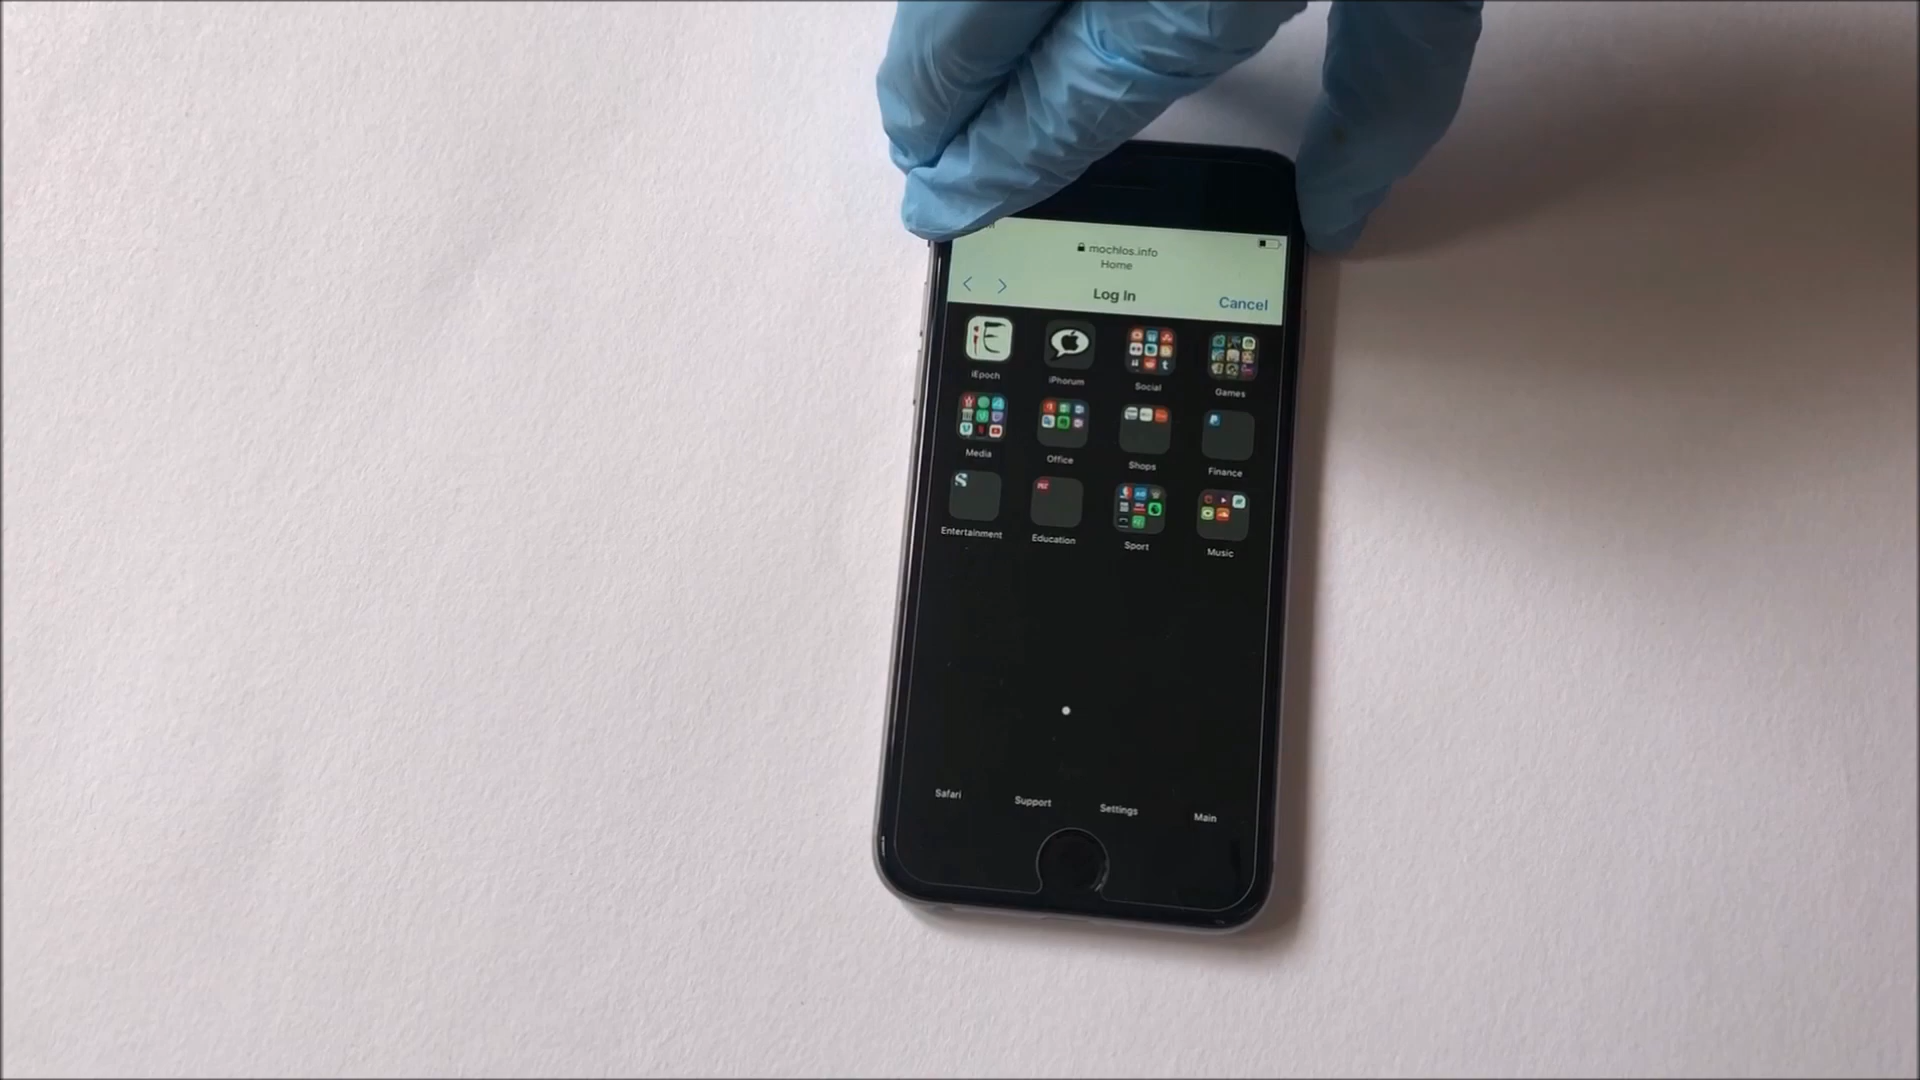 mochlos.info
Home
Log In
Cancel
iEpoch
iPhorum
Social
Games
Media
Office
Shops
Finance
Entertainment
Education
Sport
Music
Safari
Support
Settings
Main